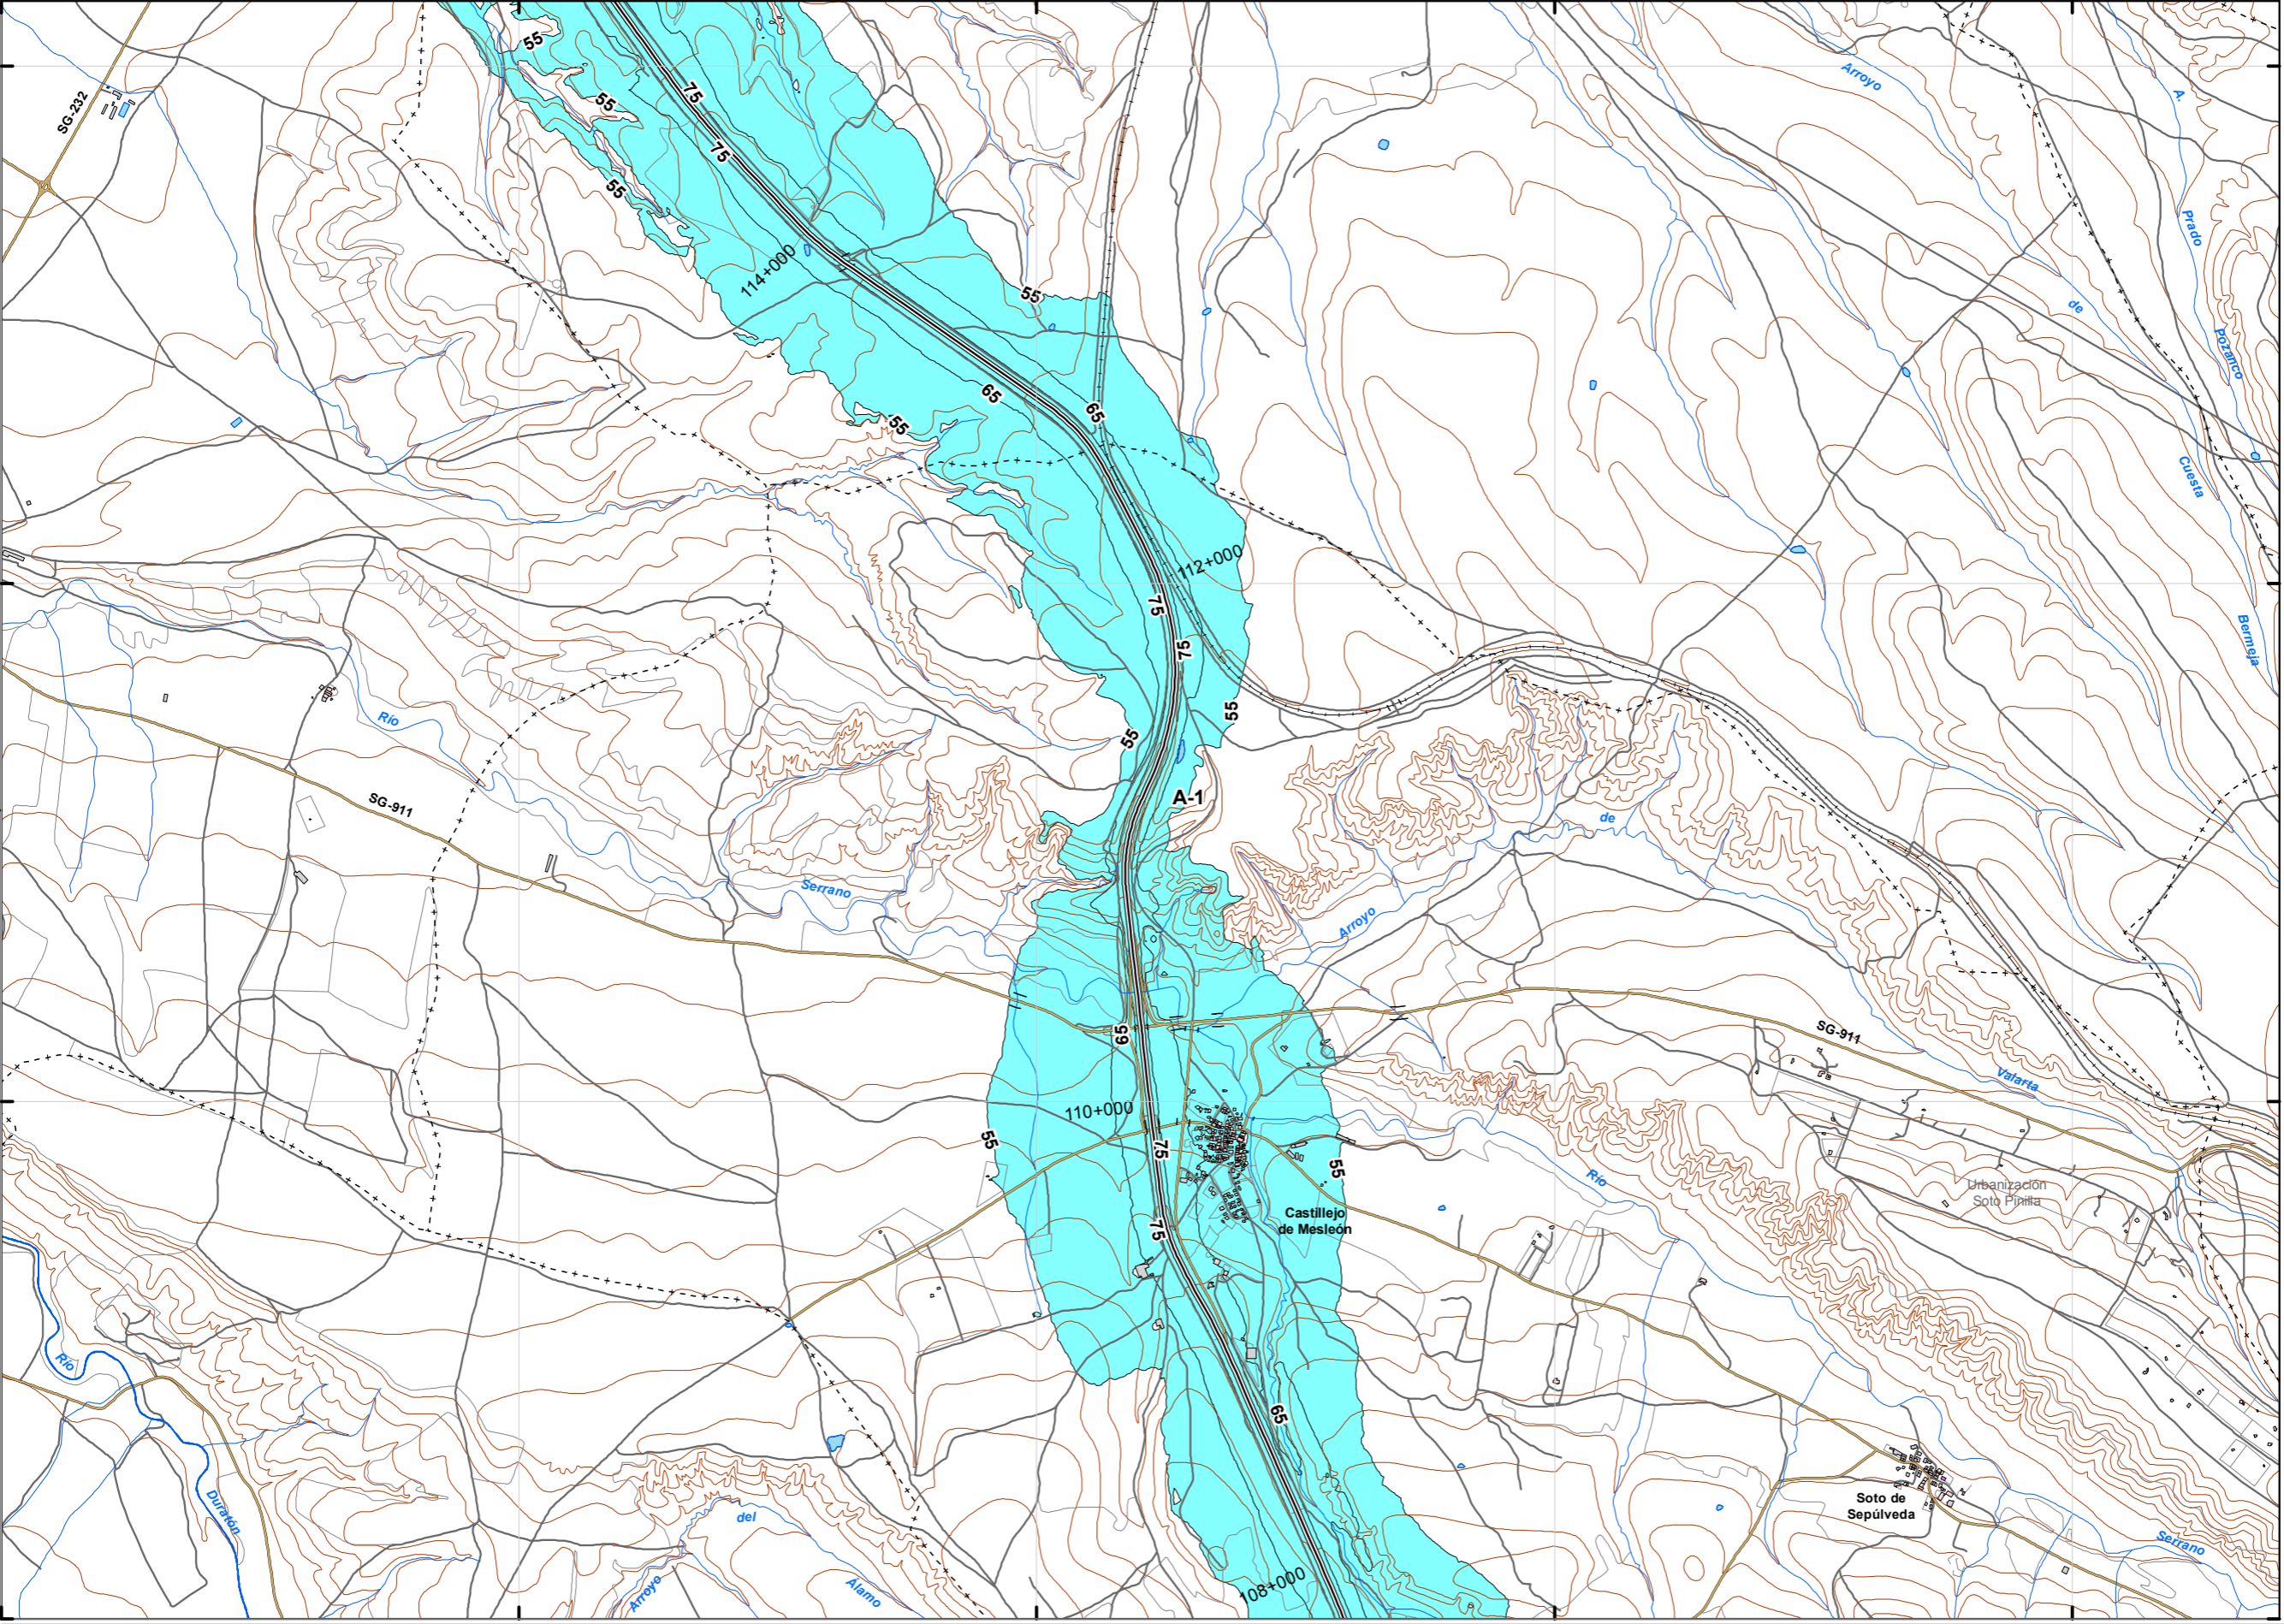 55
SG-232
75
55
75
55
114+000
55
65
65
55
Arroyo
A.
Prado
de
Pozanco
Cuesta
Bermeja
112+000
75
75
55
55
A-1
Río
SG-911
Serrano
Arroyo
de
65
SG-911
Valarta
110+000
55
75
55
75
Castillejo
de Mesleón
Río
Urbanización
Soto Pinilla
Río
Duratón
65
del
Arroyo
Álamo
108+000
Soto de
Sepúlveda
Serrano